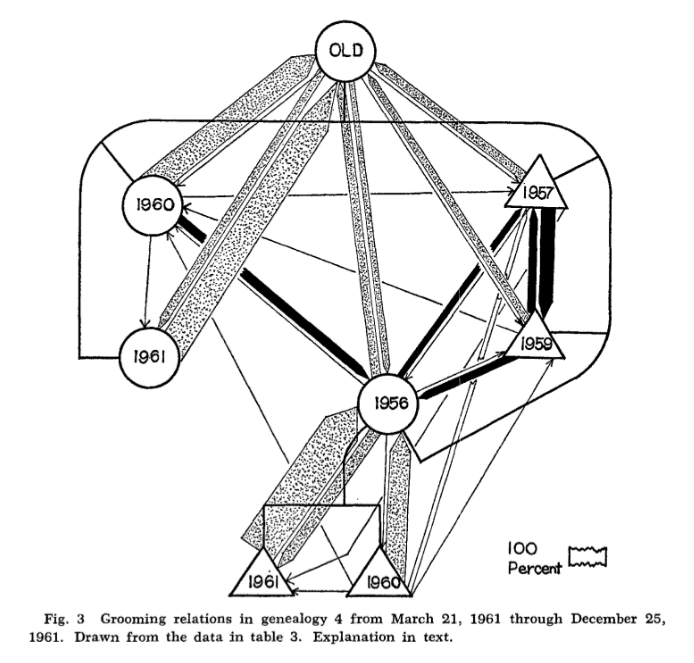 OLD
1957
1960
1961
1959
1956
1961
1960
100
Percent
Fig. 3 Grooming relations in genealogy 4 from March 21, 1961 through December 25,
1961. Drawn from the data in table 3. Explanation in text.